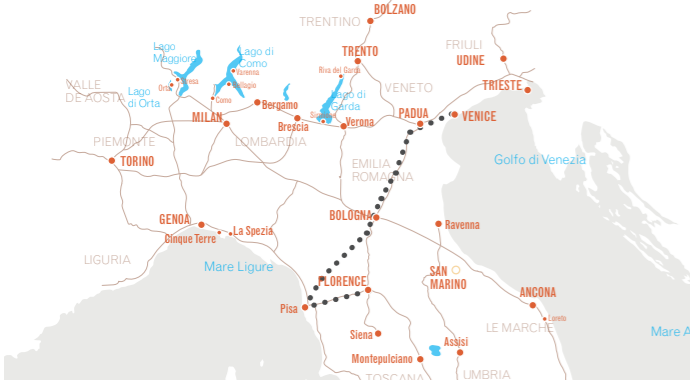 BOLZANO
TRENTINO
FRIULI
Lago
Maggiore
Lago di
Como
TRENTO
UDINE
Varenna
Riva del Garda
Stresa
Orta
Bellagio
VALLE
DE AOSTA
VENETO
TRIESTE
Lago
di Orta
Como
Bergamo
Lago di
Garda
MILAN
Brescia
Verona
PADUA
VENICE
PIEMONTE
LOMBARDIA
TORINO
EMILIA
ROMAGNA
Golfo di Venezia
GENOA
BOLOGNA
Ravenna
Cinque Terre
La Spezia
LIGURIA
Mare Ligure
SAN
MARINO
FLORENCE
ANCONA
Pisa
Loreto
LE MARCHE
Mare A
Siena
Assisi
Montepulciano
TOSCANA
UMBRIA